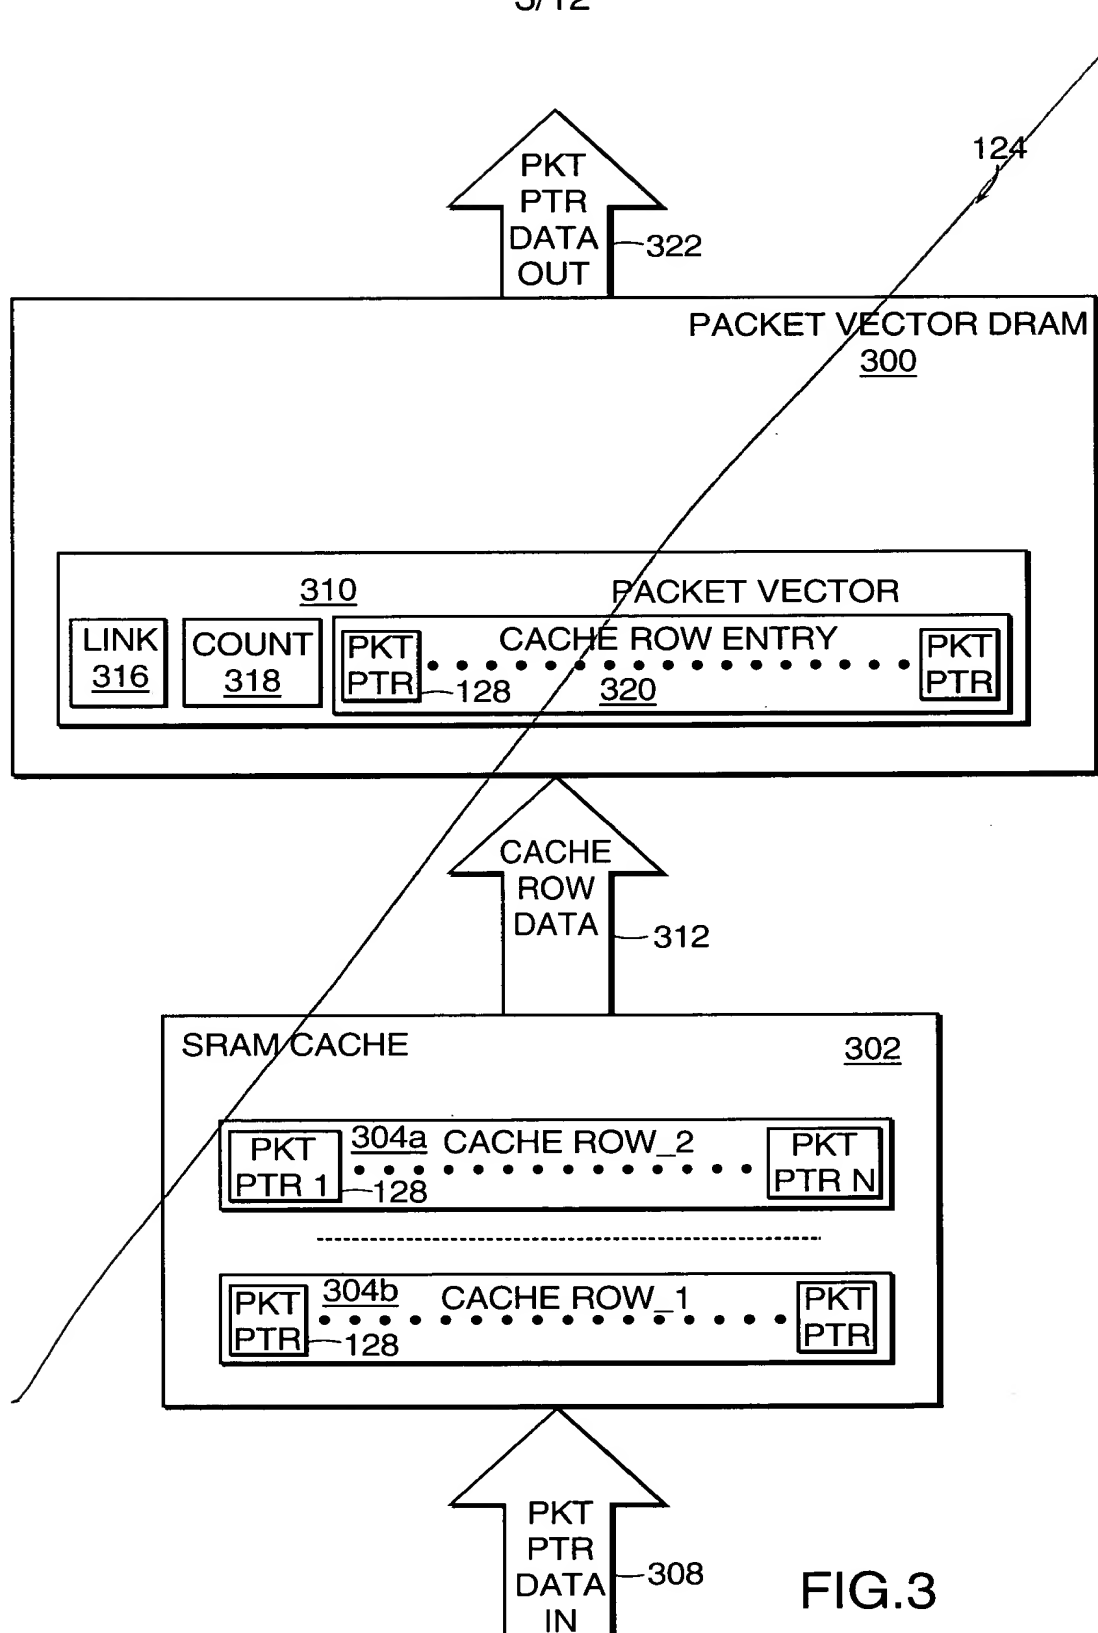 3/12
124
PKT
PTR
DATA
OUT
322
PACKET VECTOR DRAM
300
310
PACKET VECTOR
LINK
316
COUNT
318
PKT
PTR
128
CACHE ROW ENTRY
320
PKT
PTR
CACHE
ROW
DATA
312
SRAM CACHE
302
PKT
PTR 1
128
304a
CACHE ROW_2
PKT
PTR N
PKT
PTR
128
304b
CACHE ROW_1
PKT
PTR
PKT
PTR
DATA
IN
308
FIG.3